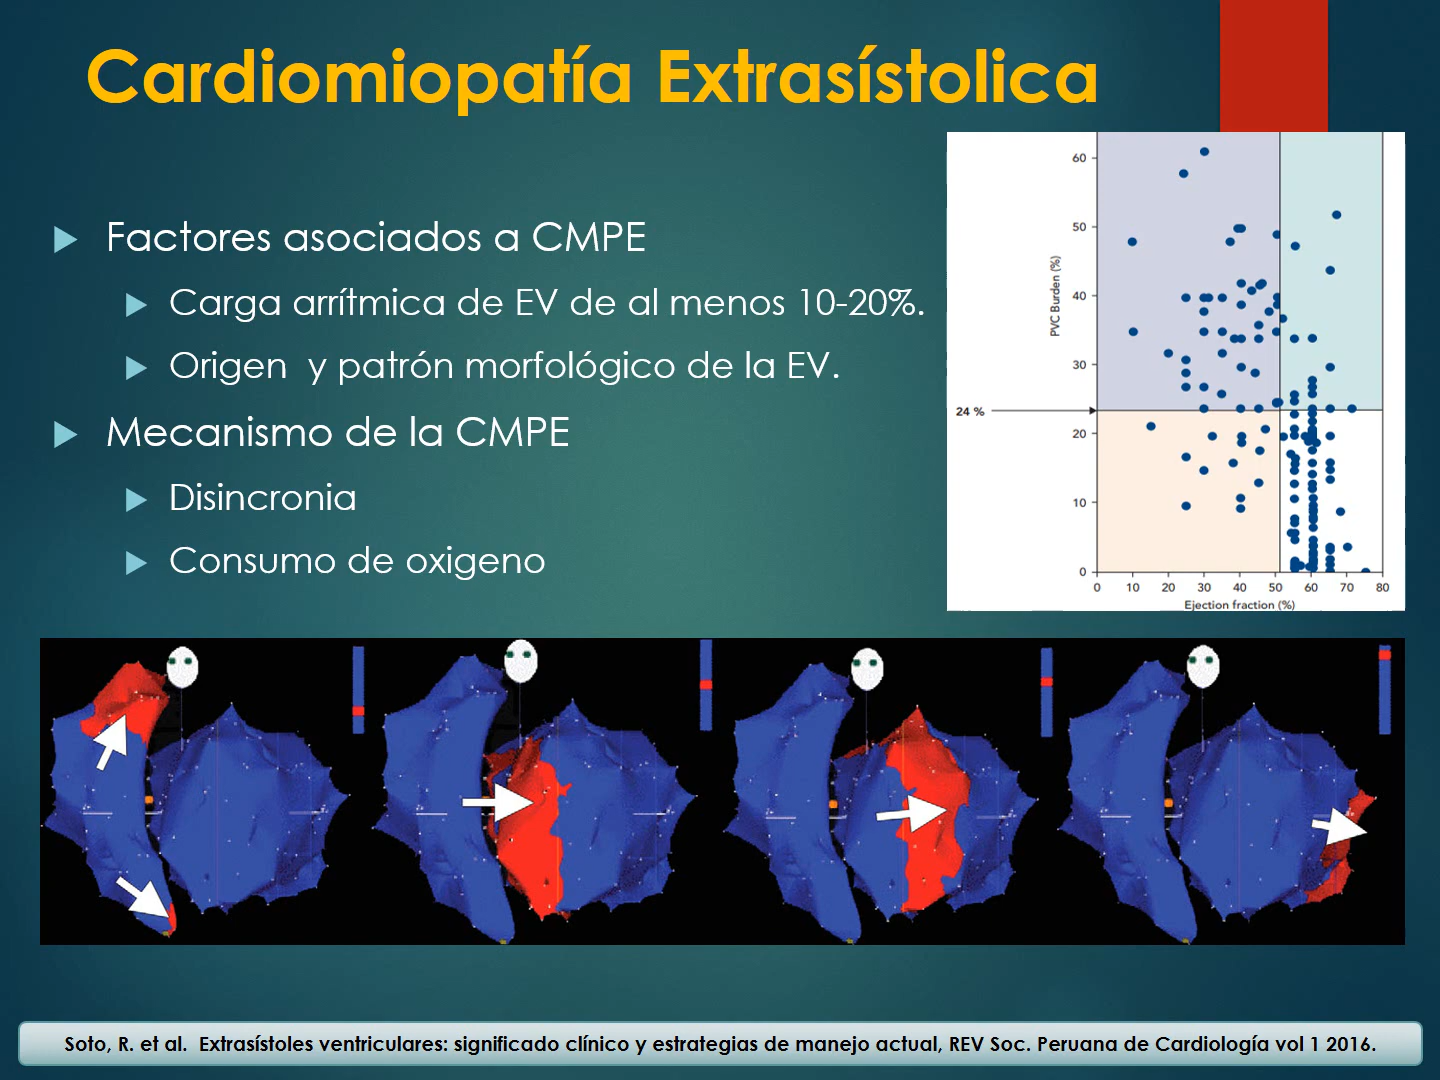 Cardiomiopatía Extrasístolica
Factores asociados a CMPE
Carga arrítmica de EV de al menos 10-20%.
Origen y patrón morfológico de la EV.
Mecanismo de la CMPE
Disincronia
Consumo de oxigeno
60
50
40
30
24 %
20
10
0
PVC Burden (%)
0 10 20 30 40 50 60 70 80
Ejection fraction (%)
Soto, R. et al. Extrasístoles ventriculares: significado clínico y estrategias de manejo actual, REV Soc. Peruana de Cardiología vol 1 2016.